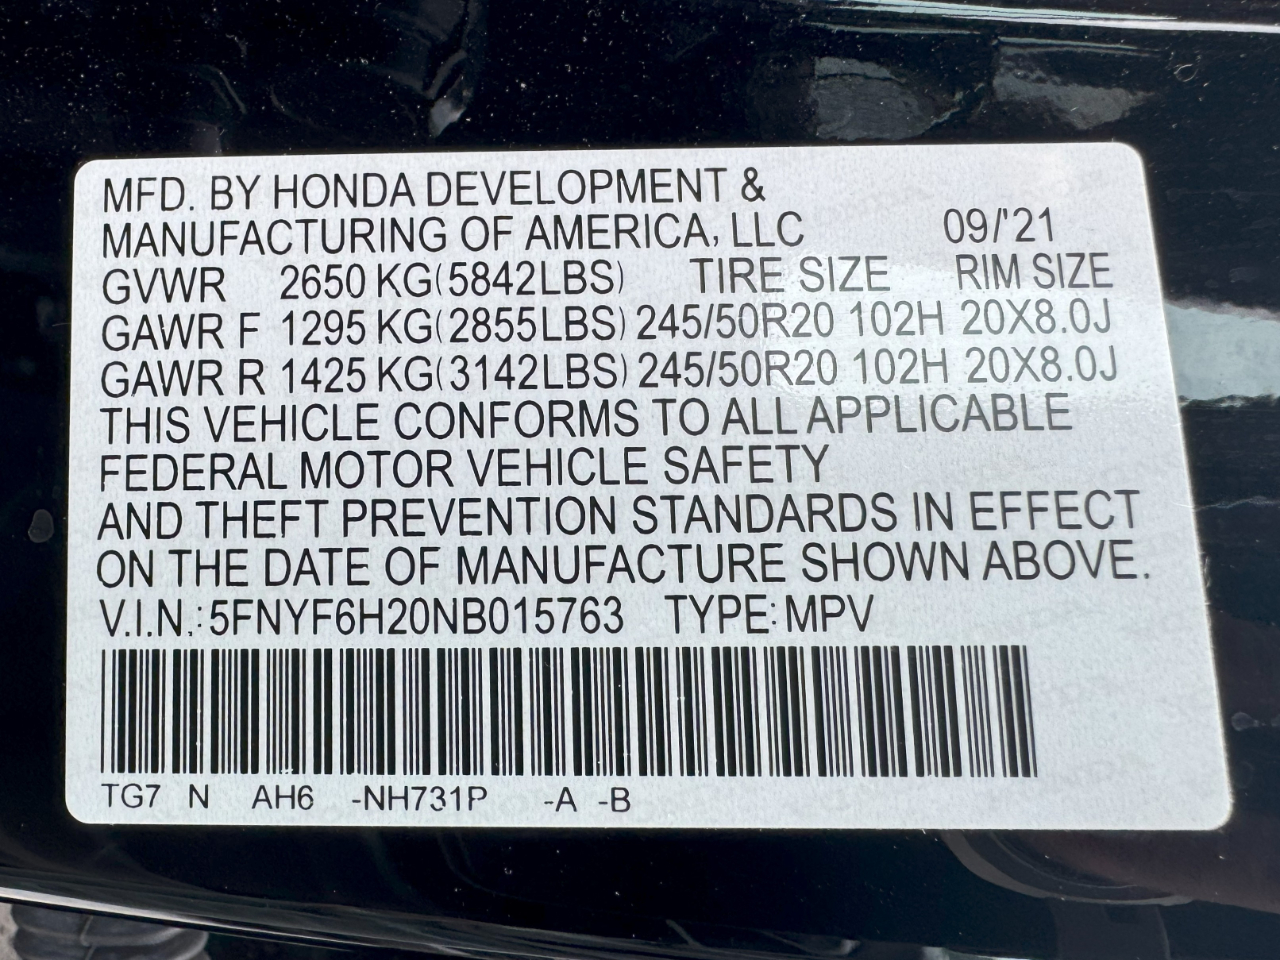 MFD. BY HONDA DEVELOPMENT &
MANUFACTURING OF AMERICA, LLC 09/'21
GVWR 2650 KG(5842LBS) TIRE SIZE RIM SIZE
GAWR F 1295 KG(2855LBS) 245/50R20 102H 20X8.0J
GAWR R 1425 KG(3142LBS) 245/50R20 102H 20X8.0J
THIS VEHICLE CONFORMS TO ALL APPLICABLE
FEDERAL MOTOR VEHICLE SAFETY
AND THEFT PREVENTION STANDARDS IN EFFECT
ON THE DATE OF MANUFACTURE SHOWN ABOVE.
V.I.N.: 5FNYF6H20NB015763 TYPE: MPV
TG7 N AH6 -NH731P -A -B